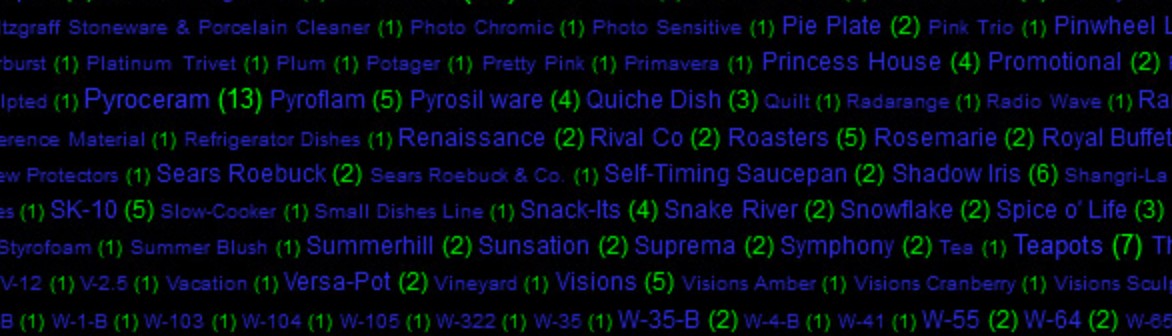 tzgraff Stoneware & Porcelain Cleaner (1) Photo Chromic (1) Photo Sensitive (1) Pie Plate (2) Pink Trio (1) Pinwheel L
rburst (1) Platinum Trivet (1) Plum (1) Potager (1) Pretty Pink (1) Primavera (1) Princess House (4) Promotional (2)
lpted (1) Pyroceram (13) Pyroflam (5) Pyrosil ware (4) Quiche Dish (3) Quilt (1) Radarange (1) Radio Wave (1) Ra
erence Material (1) Refrigerator Dishes (1) Renaissance (2) Rival Co (2) Roasters (5) Rosemarie (2) Royal Buffet
ew Protectors (1) Sears Roebuck (2) Sears Roebuck & Co. (1) Self-Timing Saucepan (2) Shadow Iris (6) Shangri-La
es (1) SK-10 (5) Slow-Cooker (1) Small Dishes Line (1) Snack-Its (4) Snake River (2) Snowflake (2) Spice o' Life (3)
Styrofoam (1) Summer Blush (1) Summerhill (2) Sunsation (2) Suprema (2) Symphony (2) Tea (1) Teapots (7) Th
V-12 (1) V-2.5 (1) Vacation (1) Versa-Pot (2) Vineyard (1) Visions (5) Visions Amber (1) Visions Cranberry (1) Visions Scul
B (1) W-1-B (1) W-103 (1) W-104 (1) W-105 (1) W-322 (1) W-35 (1) W-35-B (2) W-4-B (1) W-41 (1) W-55 (2) W-64 (2) W-65